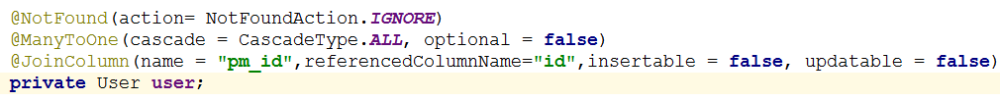 @NotFound(action= NotFoundAction.IGNORE)
@ManyToOne(cascade = CascadeType.ALL, optional = false)
@JoinColumn(name = "pm_id",referencedColumnName="id",insertable = false, updatable = false)
private User user;